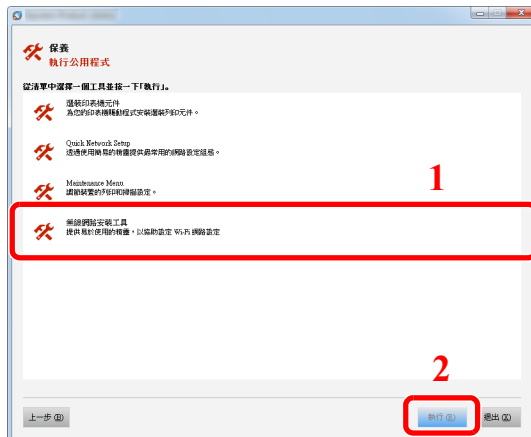 保養
執行公用程式
從清單中選擇一個工具並按一下「執行」。
選裝印表機元件
為您的印表機驅動程式安裝選裝列印元件。
Quick Network Setup
透過使用簡易的精靈提供最常用的網路設定組態。
Maintenance Menu
調節裝置的列印和掃描設定。
1
無線網路安裝工具
提供易於使用的精靈，以協助設定 Wi-Fi 網路設定
2
上一步 (B)
執行 (R)
退出 (X)